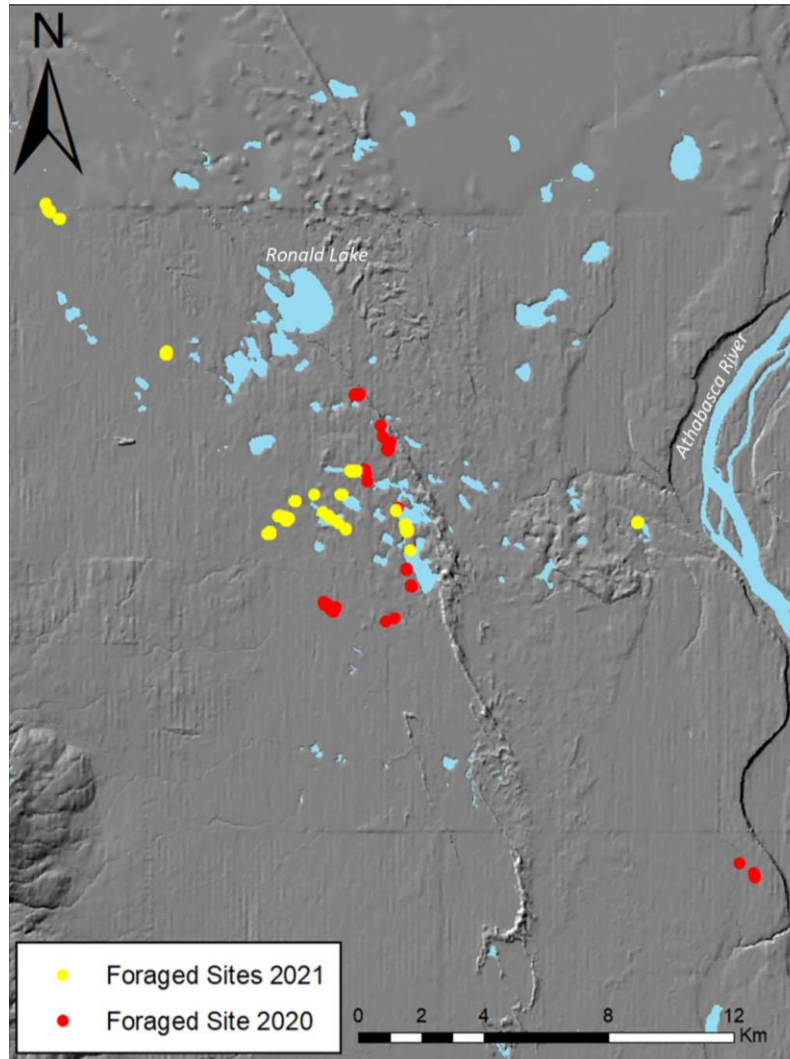 N
Ronald Lake
Athabasca River
Foraged Sites 2021
Foraged Site 2020
0 2 4 8 12
Km